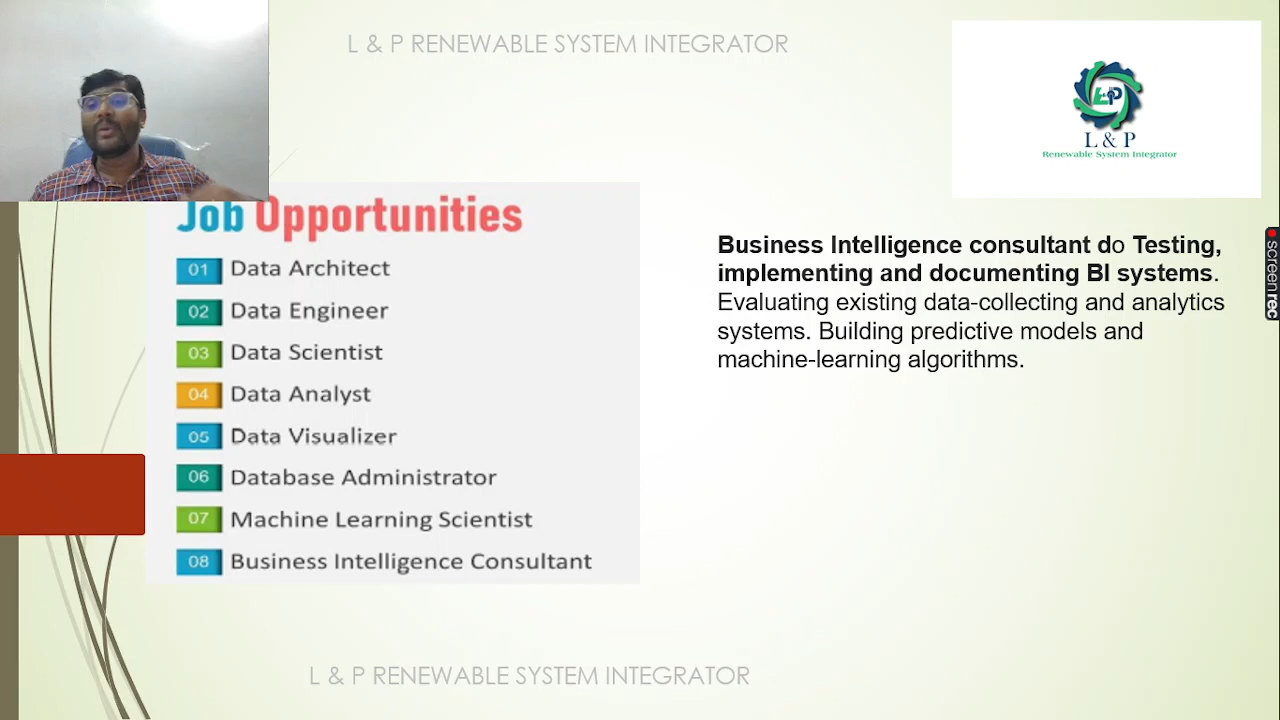 L & P RENEWABLE SYSTEM INTEGRATOR
L&P
L & P
Renewable System Integrator
Job Opportunities
01 Data Architect
02 Data Engineer
03 Data Scientist
04 Data Analyst
05 Data Visualizer
06 Database Administrator
07 Machine Learning Scientist
08 Business Intelligence Consultant
Business Intelligence consultant do Testing,
implementing and documenting BI systems.
Evaluating existing data-collecting and analytics
systems. Building predictive models and
machine-learning algorithms.
screenrec
L & P RENEWABLE SYSTEM INTEGRATOR